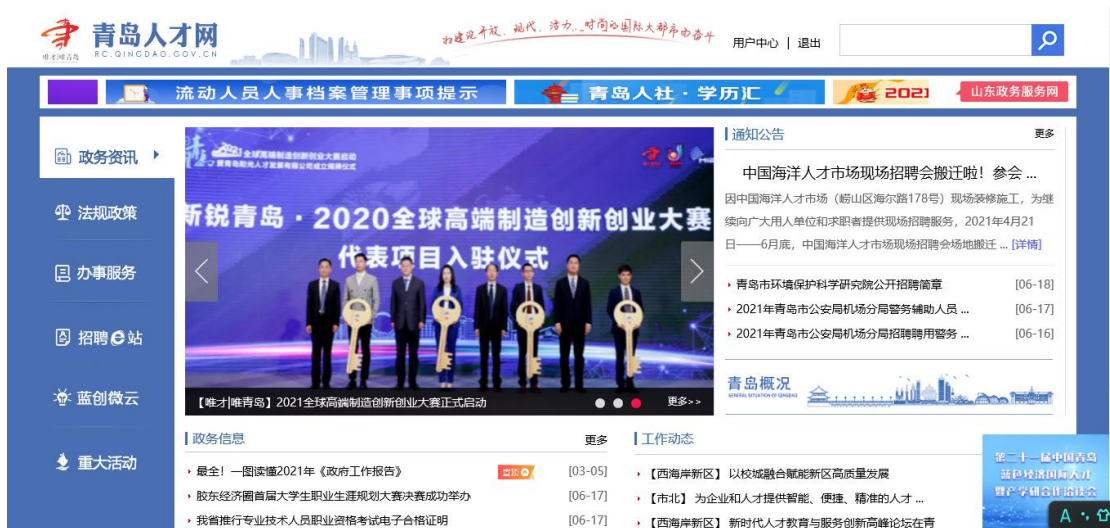 青岛人才网
RC.QINGDAO.GOV.CN
唯才|唯青岛
为建设开放、现代、活力、时尚的国际大都市而奋斗
用户中心 | 退出
流动人员人事档案管理事项提示
青岛人社·学历汇
2021
山东政务服务网
政务资讯
法规政策
办事服务
招聘e站
蓝创微云
重大活动
2021全球高端制造创新创业大赛启动
新锐青岛·2020全球高端制造创新创业大赛
代表项目入驻仪式
【唯才|唯青岛】2021全球高端制造创新创业大赛正式启动
更多>>
通知公告
更多
中国海洋人才市场现场招聘会搬迁啦！参会 ...
因中国海洋人才市场（崂山区海尔路178号）现场装修施工，为继
续向广大用人单位和求职者提供现场招聘服务，2021年4月21
日——6月底，中国海洋人才市场现场招聘会场地搬迁 ... [详情]
青岛市环境保护科学研究院公开招聘简章 [06-18]
2021年青岛市公安局机场分局警务辅助人员 ... [06-17]
2021年青岛市公安局机场分局招聘聘用警务 ... [06-16]
青岛概况
GENERAL SITUATION OF QINGDAO
政务信息
更多
最全！一图读懂2021年《政府工作报告》 置顶 [03-05]
胶东经济圈首届大学生职业生涯规划大赛决赛成功举办 [06-17]
我省推行专业技术人员职业资格考试电子合格证明 [06-17]
工作动态
【西海岸新区】 以校城融合赋能新区高质量发展
【市北】 为企业和人才提供智能、便捷、精准的人才 ...
【西海岸新区】 新时代人才教育与服务创新高峰论坛在青
第二十一届中国青岛
蓝色经济国际人才
暨产学研合作洽谈会
A